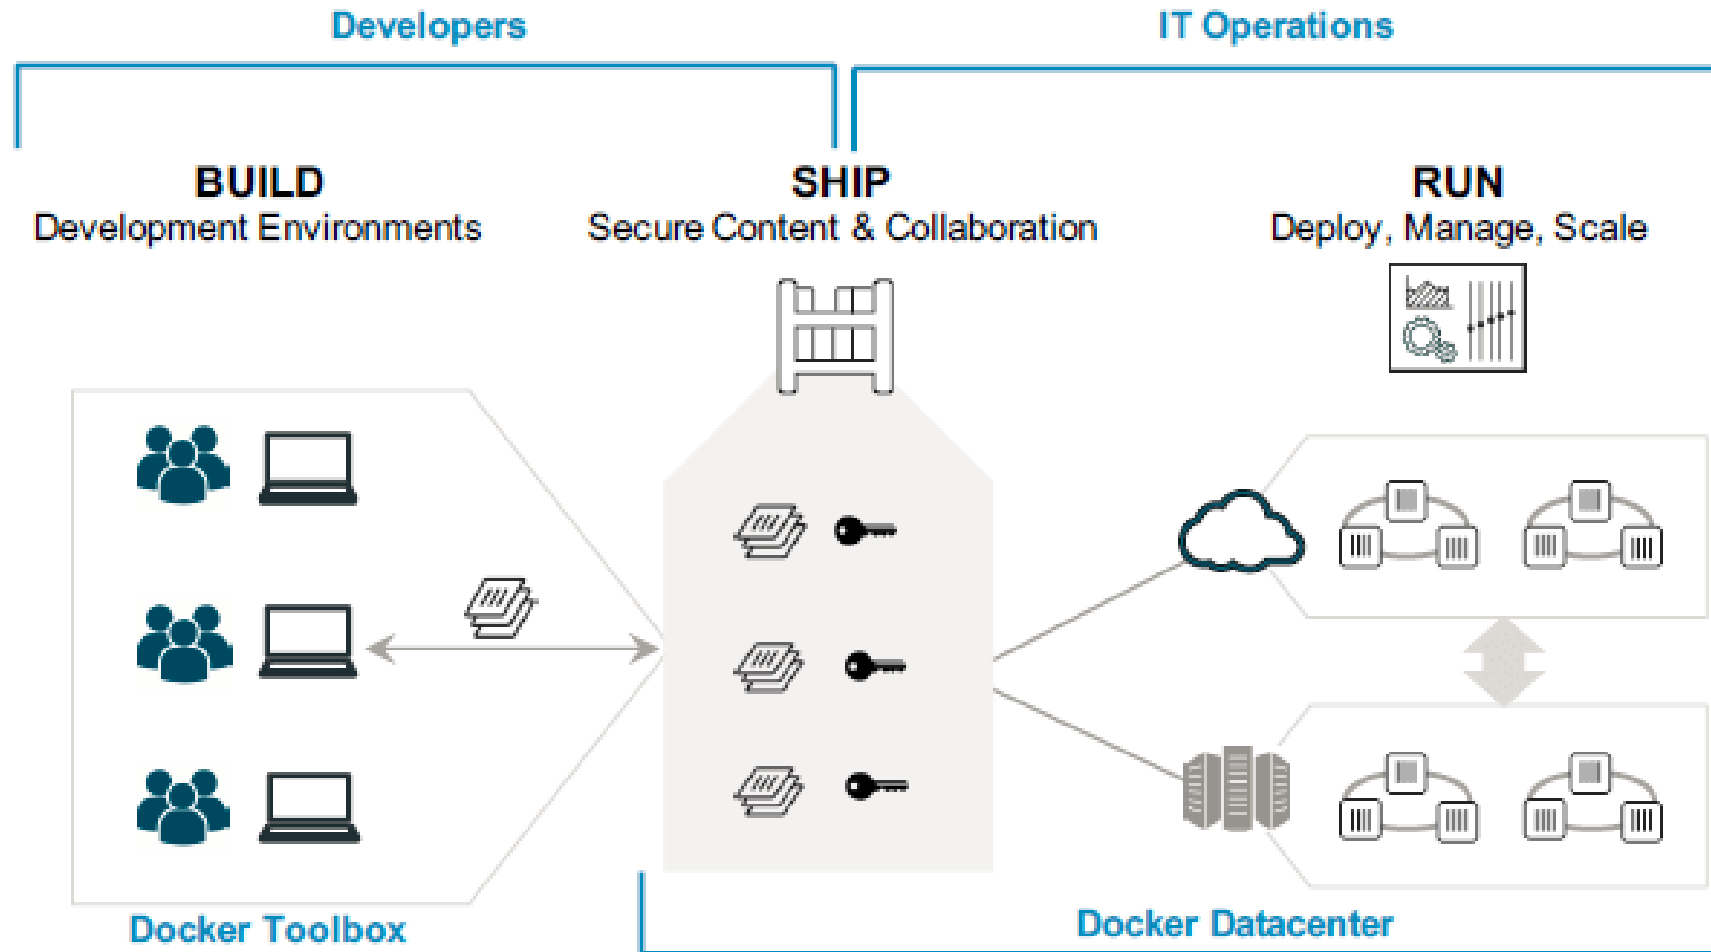 Developers
IT Operations
BUILD
Development Environments
SHIP
Secure Content & Collaboration
RUN
Deploy, Manage, Scale
Docker Toolbox
Docker Datacenter